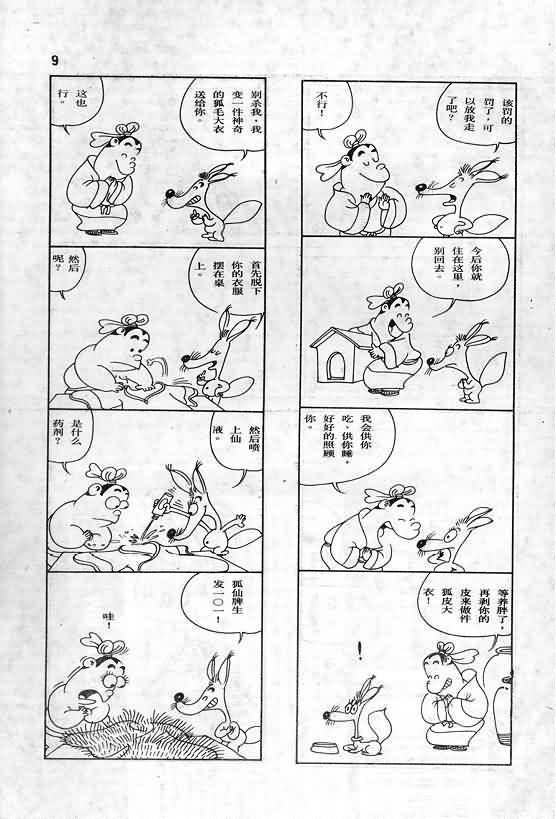 9
该罚的
罚了，可
以放我走
了吧？
不行！
今后你就
住在这里，
别回去。
我会供你
吃，供你睡，
好好的照顾
你。
等养胖了，
再剥你的
皮来做件
狐皮大
衣！
！
别杀我，我
变一件神奇
的狐毛大衣
送给你。
这也
行。
首先脱下
你的衣服
摆在桌
上。
然后
呢？
然后喷
上仙
液。
是什么
药剂？
狐仙牌生
发一〇一！
哇！